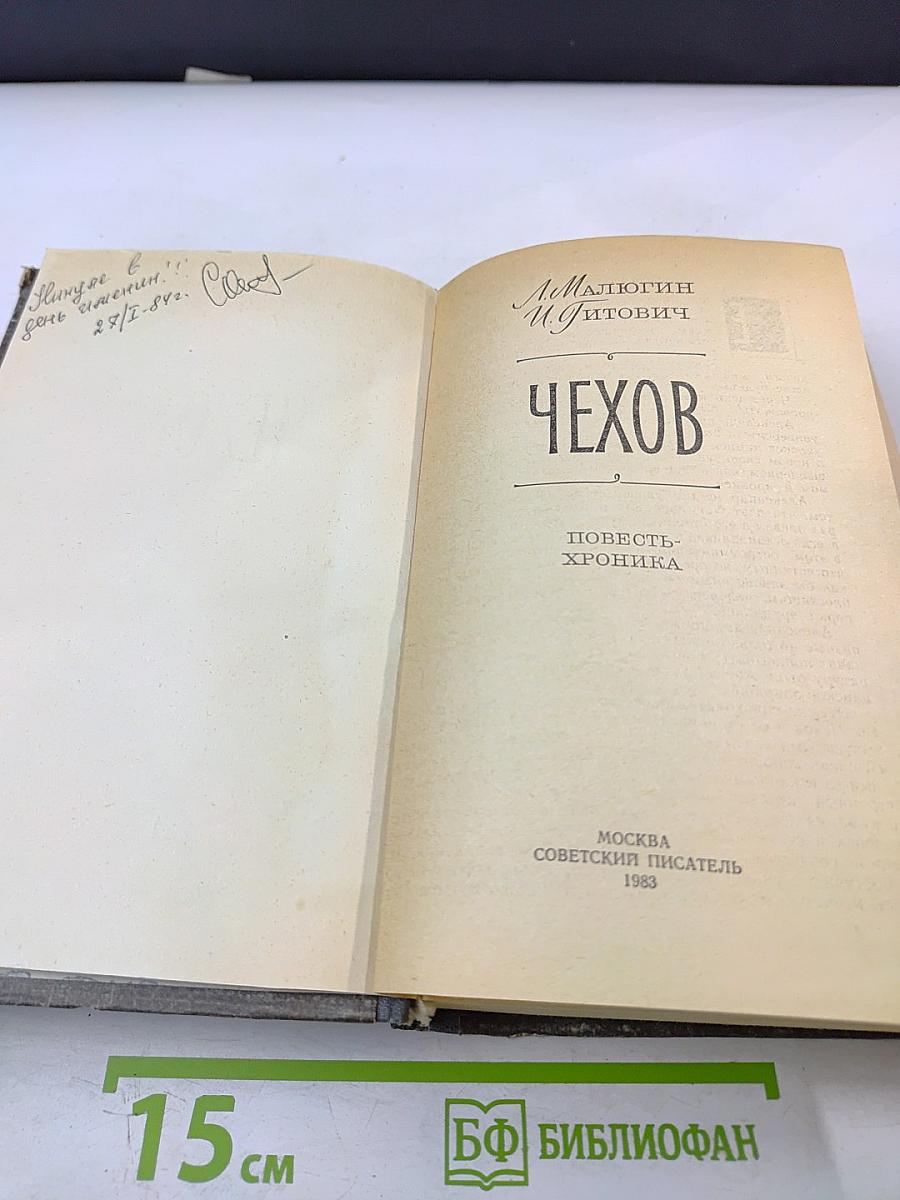 Нинуле в
день именин!!!
27/I-84г.
Л. Малюгин
И. Гитович
ЧЕХОВ
ПОВЕСТЬ-
ХРОНИКА
МОСКВА
СОВЕТСКИЙ ПИСАТЕЛЬ
1983
15 см
БФ БИБЛИОФАН